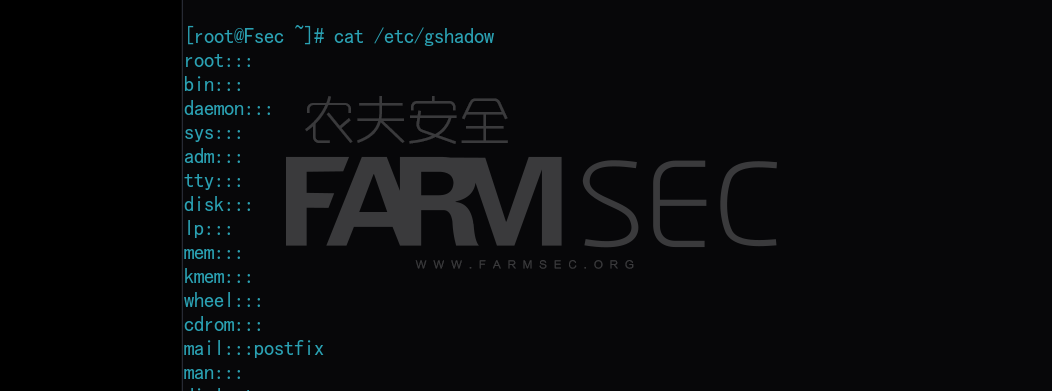 [root@Fsec ~]# cat /etc/gshadow
root:::
bin:::
daemon:::
农夫安全
sys:::
adm:::
FARMSEC
tty:::
disk:::
lp:::
mem:::
WWW.FARMSEC.ORG
kmem:::
wheel:::
cdrom:::
mail:::postfix
man:::